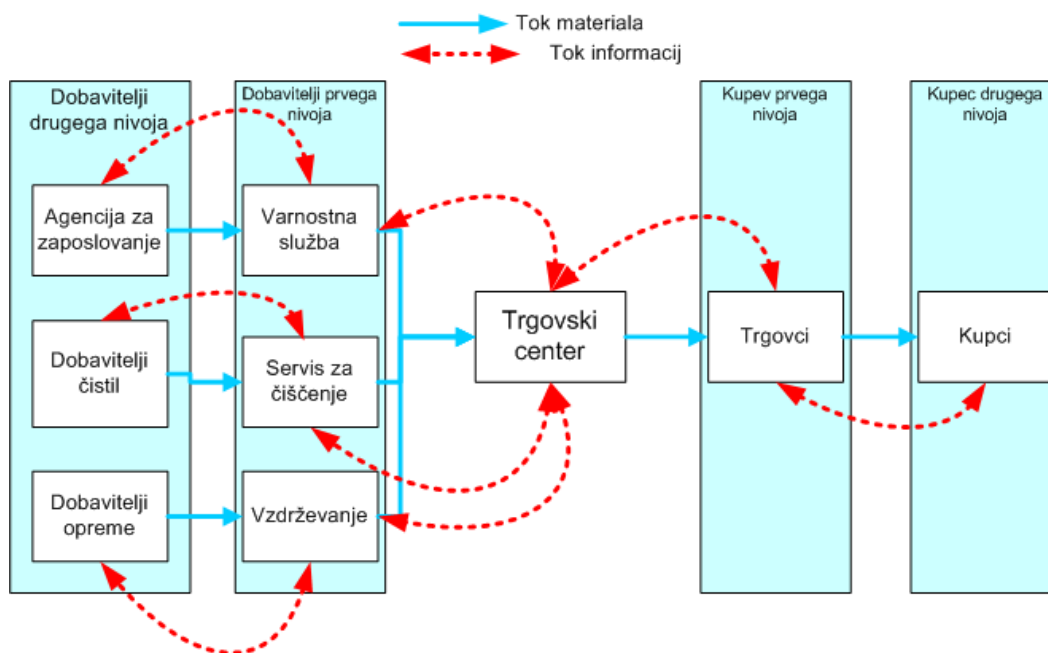 Tok materiala
Tok informacij
Dobavitelji
drugega nivoja
Dobavitelji prvega
nivoja
Kupev prvega
nivoja
Kupec drugega
nivoja
Agencija za
zaposlovanje
Varnostna
služba
Dobavitelji
čistil
Servis za
čiščenje
Dobavitelji
opreme
Vzdrževanje
Trgovski
center
Trgovci
Kupci